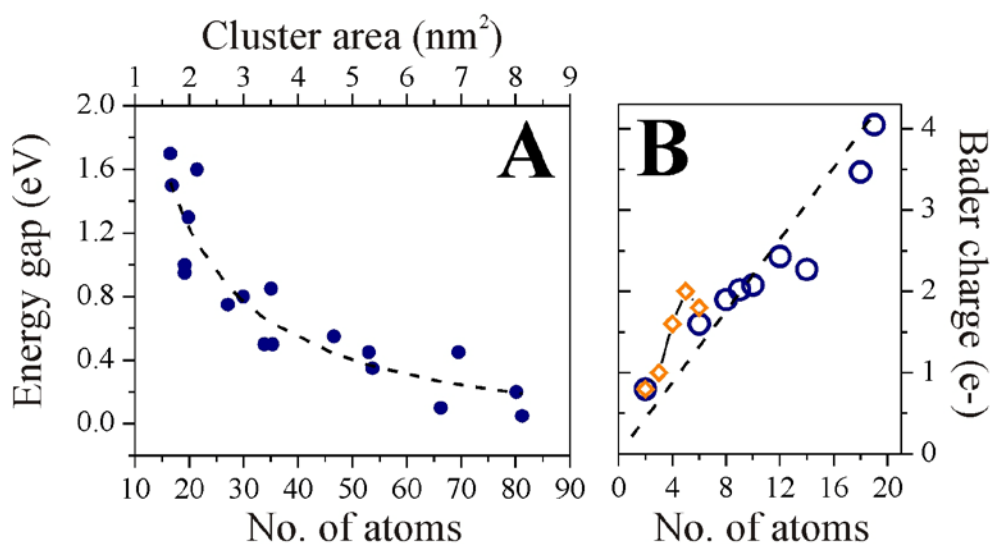 Cluster area (nm²)
1 2 3 4 5 6 7 8 9
A
Energy gap (eV)
2.0
1.6
1.2
0.8
0.4
0.0
10 20 30 40 50 60 70 80 90
No. of atoms
B
Bader charge (e-)
4
3
2
1
0
0 4 8 12 16 20
No. of atoms